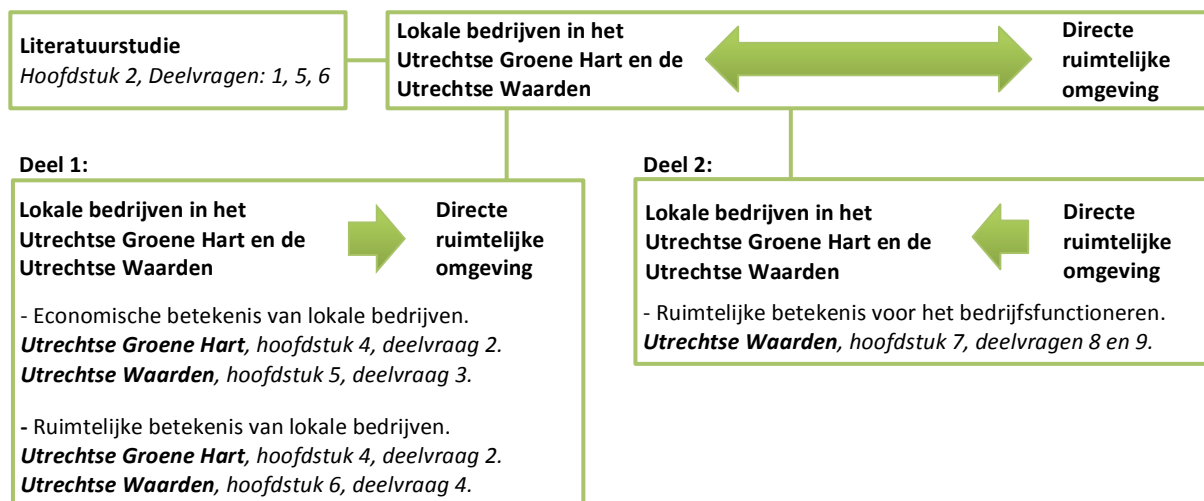 Literatuurstudie
Hoofdstuk 2, Deelvragen: 1, 5, 6
Lokale bedrijven in het
Utrechtse Groene Hart en de
Utrechtse Waarden
Directe
ruimtelijke
omgeving
Deel 1:
Lokale bedrijven in het
Utrechtse Groene Hart en de
Utrechtse Waarden
Directe
ruimtelijke
omgeving
- Economische betekenis van lokale bedrijven.
Utrechtse Groene Hart, hoofdstuk 4, deelvraag 2.
Utrechtse Waarden, hoofdstuk 5, deelvraag 3.
- Ruimtelijke betekenis van lokale bedrijven.
Utrechtse Groene Hart, hoofdstuk 4, deelvraag 2.
Utrechtse Waarden, hoofdstuk 6, deelvraag 4.
Deel 2:
Lokale bedrijven in het
Utrechtse Groene Hart en de
Utrechtse Waarden
Directe
ruimtelijke
omgeving
- Ruimtelijke betekenis voor het bedrijfsfunctioneren.
Utrechtse Waarden, hoofdstuk 7, deelvragen 8 en 9.